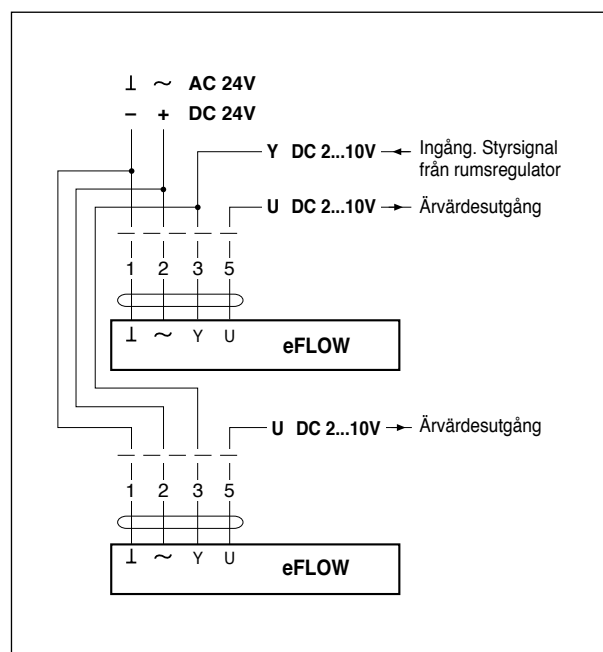 ⊥ ~ AC 24V
– + DC 24V
Y DC 2...10V Ingång. Styrsignal
från rumsregulator
U DC 2...10V Ärvärdesutgång
1 2 3 5
⊥ ~ Y U eFLOW
U DC 2...10V Ärvärdesutgång
1 2 3 5
⊥ ~ Y U eFLOW